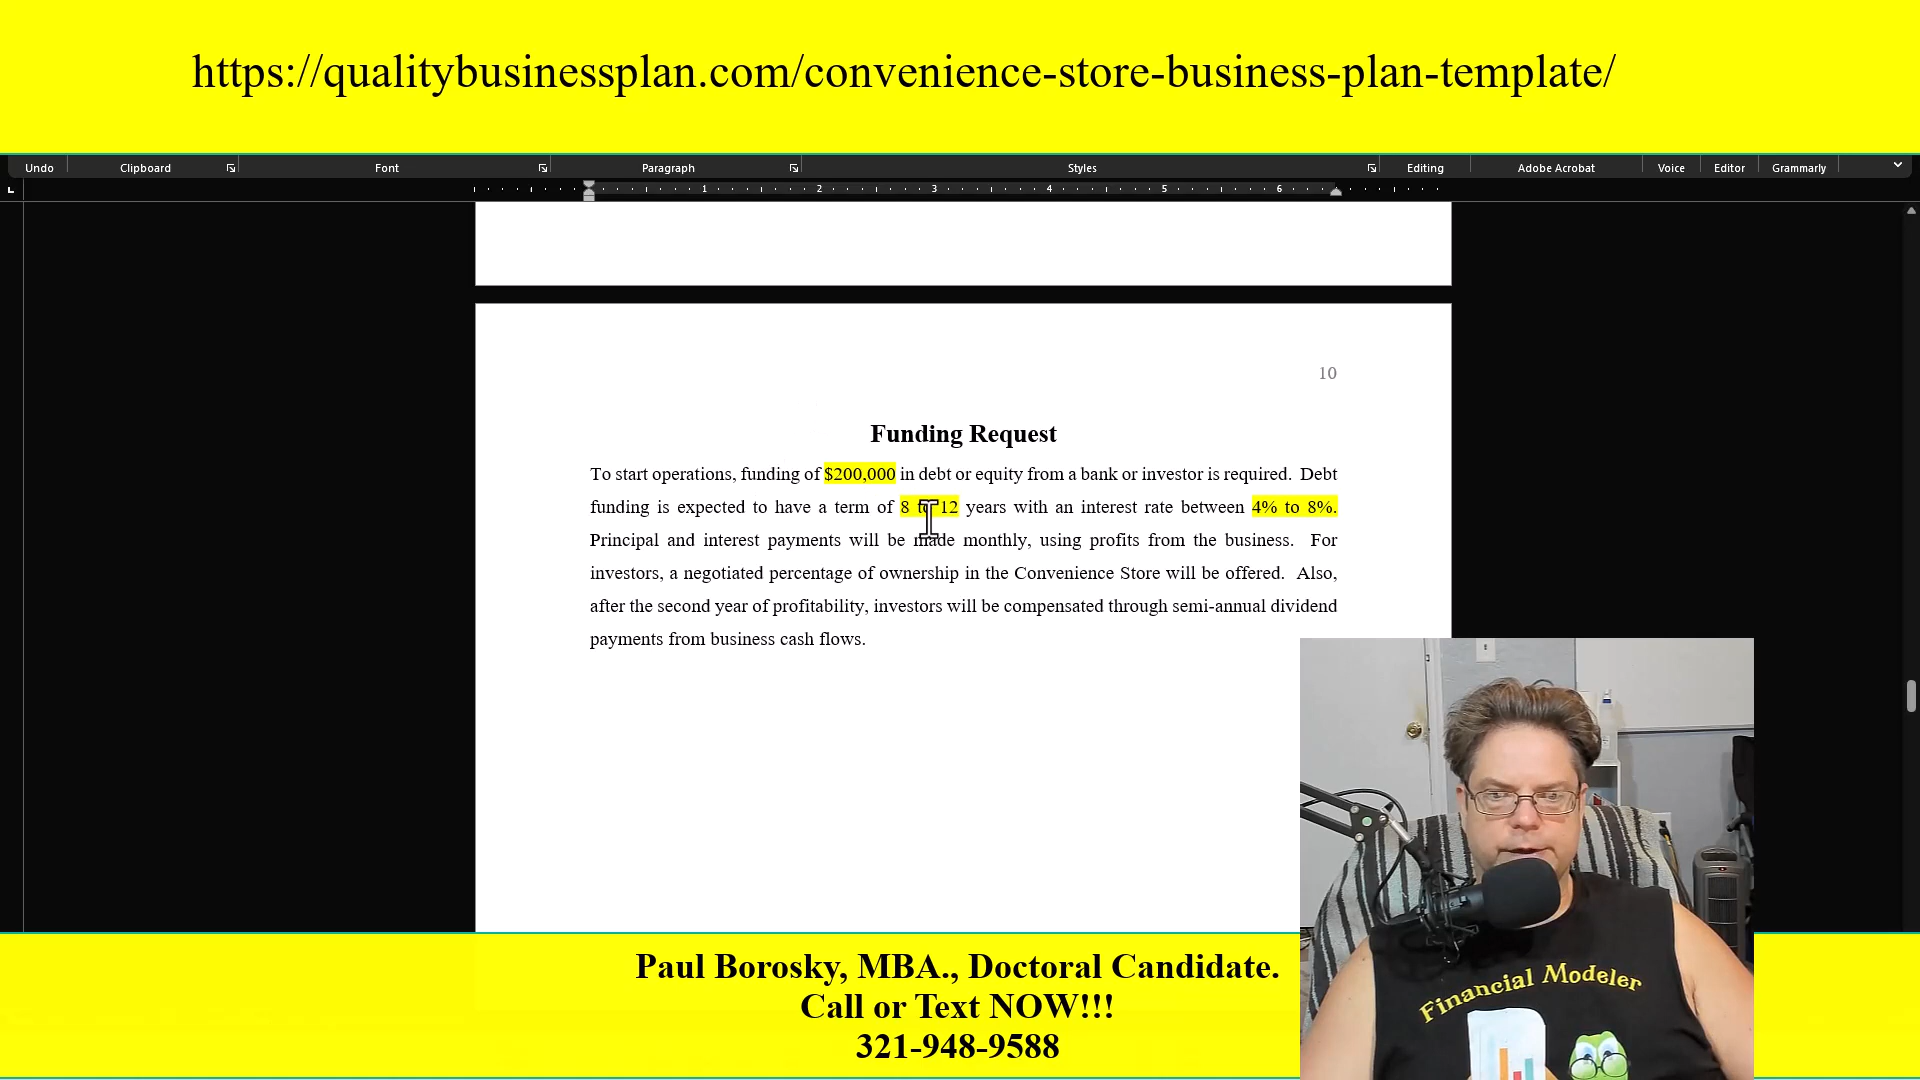 https://qualitybusinessplan.com/convenience-store-business-plan-template/
Undo Clipboard Font Paragraph Styles Editing Adobe Acrobat Voice Editor Grammarly
1 2 3 4 5 6
10
Funding Request
To start operations, funding of $200,000 in debt or equity from a bank or investor is required. Debt
funding is expected to have a term of 8 to 12 years with an interest rate between 4% to 8%.
Principal and interest payments will be made monthly, using profits from the business. For
investors, a negotiated percentage of ownership in the Convenience Store will be offered. Also,
after the second year of profitability, investors will be compensated through semi-annual dividend
payments from business cash flows.
Paul Borosky, MBA., Doctoral Candidate.
Call or Text NOW!!!
321-948-9588
Financial Modeler